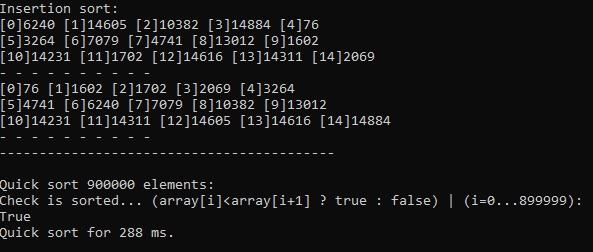 Insertion sort:
[0]6240 [1]14605 [2]10382 [3]14884 [4]76
[5]3264 [6]7079 [7]4741 [8]13012 [9]1602
[10]14231 [11]1702 [12]14616 [13]14311 [14]2069
- - - - - - - - - -
[0]76 [1]1602 [2]1702 [3]2069 [4]3264
[5]4741 [6]6240 [7]7079 [8]10382 [9]13012
[10]14231 [11]14311 [12]14605 [13]14616 [14]14884
- - - - - - - - - -
------------------------------------------
Quick sort 900000 elements:
Check is sorted... (array[i]<array[i+1] ? true : false) | (i=0...899999):
True
Quick sort for 288 ms.